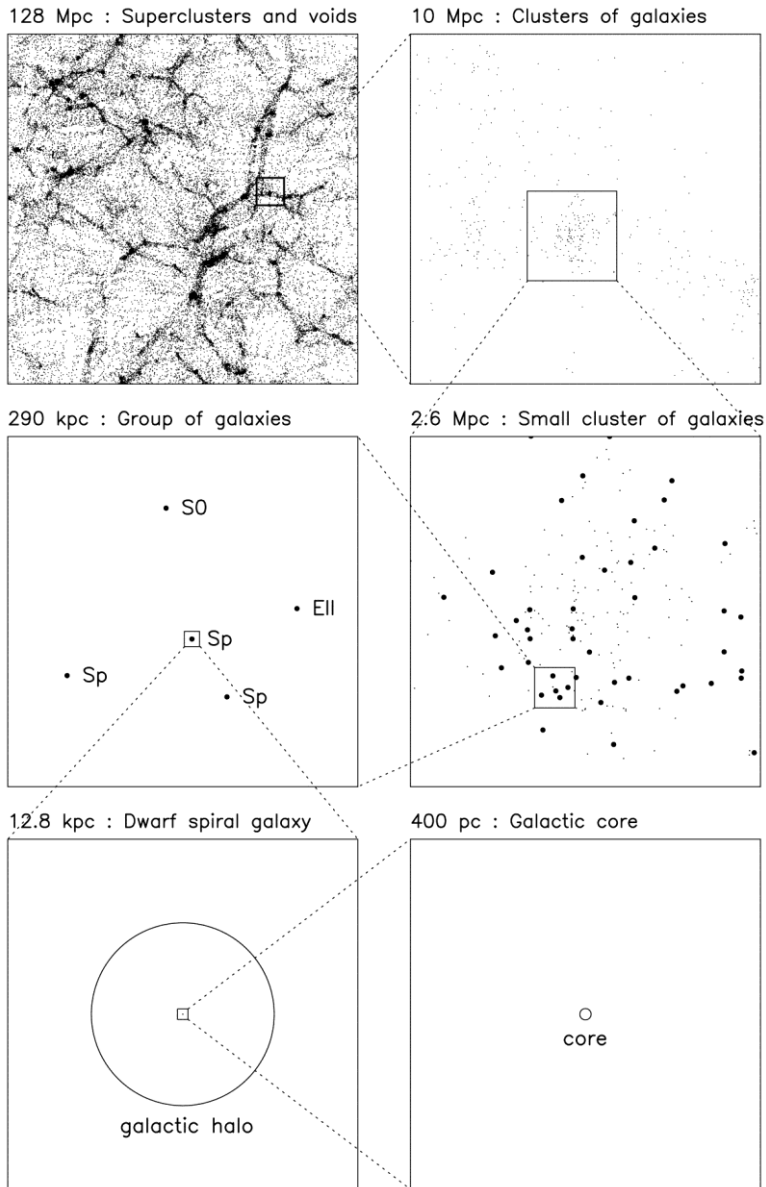 128 Mpc : Superclusters and voids
10 Mpc : Clusters of galaxies
290 kpc : Group of galaxies
S0
Ell
Sp
Sp
Sp
2.6 Mpc : Small cluster of galaxies
12.8 kpc : Dwarf spiral galaxy
galactic halo
400 pc : Galactic core
core